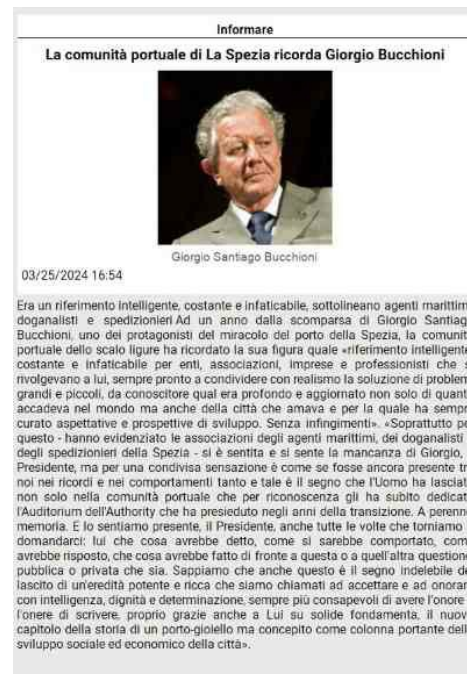 Informare
La comunità portuale di La Spezia ricorda Giorgio Bucchioni
Giorgio Santiago Bucchioni
03/25/2024 16:54
Era un riferimento intelligente, costante e infaticabile, sottolineano agenti marittim
doganalisti e spedizionieri Ad un anno dalla scomparsa di Giorgio Santiag
Bucchioni, uno dei protagonisti del miracolo del porto della Spezia, la comunit
portuale dello scalo ligure ha ricordato la sua figura quale «riferimento intelligente
costante e infaticabile per enti, associazioni, imprese e professionisti che s
rivolgevano a lui, sempre pronto a condividere con realismo la soluzione di problem
grandi e piccoli, da conoscitore qual era profondo e aggiornato non solo di quant
accadeva nel mondo ma anche della città che amava e per la quale ha sempr
curato aspettative e prospettive di sviluppo. Senza infingimenti». «Soprattutto pe
questo - hanno evidenziato le associazioni degli agenti marittimi, dei doganalisti
degli spedizionieri della Spezia - si è sentita e si sente la mancanza di Giorgio,
Presidente, ma per una condivisa sensazione è come se fosse ancora presente tr
noi nei ricordi e nei comportamenti tanto e tale è il segno che l'Uomo ha lasciat
non solo nella comunità portuale che per riconoscenza gli ha subito dedicat
l'Auditorium dell'Authority che ha presieduto negli anni della transizione. A perenn
memoria. E lo sentiamo presente, il Presidente, anche tutte le volte che torniamo
domandarci: lui che cosa avrebbe detto, come si sarebbe comportato, com
avrebbe risposto, che cosa avrebbe fatto di fronte a questa o a quell'altra question
pubblica o privata che sia. Sappiamo che anche questo è il segno indelebile de
lascito di un'eredità potente e ricca che siamo chiamati ad accettare e ad onorar
con intelligenza, dignità e determinazione, sempre più consapevoli di avere l'onore
l'onere di scrivere, proprio grazie anche a Lui su solide fondamenta, il nuov
capitolo della storia di un porto-gioiello ma concepito come colonna portante dell
sviluppo sociale ed economico della città».